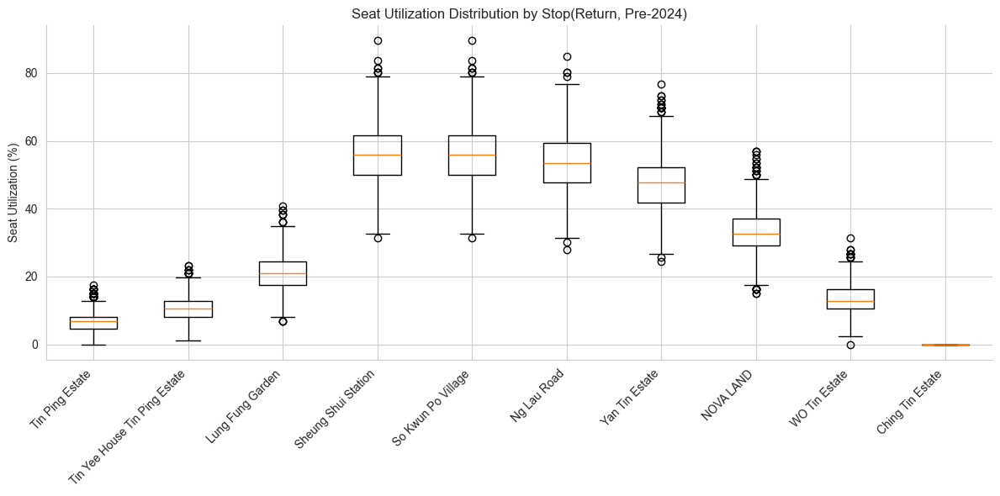 Seat Utilization Distribution by Stop(Return, Pre-2024)
Seat Utilization (%)
80
60
40
20
0
Tin Ping Estate
Tin Yee House Tin Ping Estate
Lung Fung Garden
Sheung Shui Station
So Kwun Po Village
Ng Lau Road
Yan Tin Estate
NOVA LAND
WO Tin Estate
Ching Tin Estate